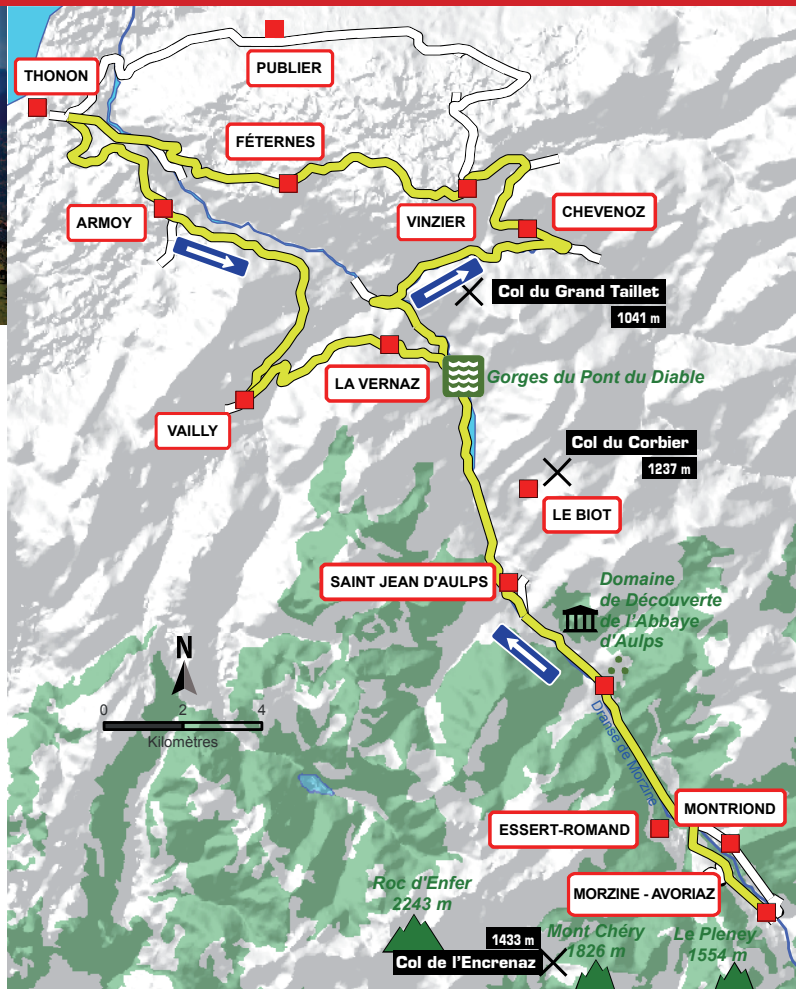 THONON
PUBLIER
FÉTERNES
ARMOY
VINZIER
CHEVENOZ
Col du Grand Taillet
1041 m
LA VERNAZ
Gorges du Pont du Diable
VAILLY
Col du Corbier
1237 m
LE BIOT
SAINT JEAN D'AULPS
Domaine
de Découverte
de l'Abbaye
d'Aulps
N
0 2 4
Kilomètres
Dranse de Morzine
ESSERT-ROMAND
MONTRIOND
MORZINE - AVORIAZ
Roc d'Enfer
2243 m
1433 m
Col de l'Encrenaz
Mont Chéry
1826 m
Le Pleney
1554 m